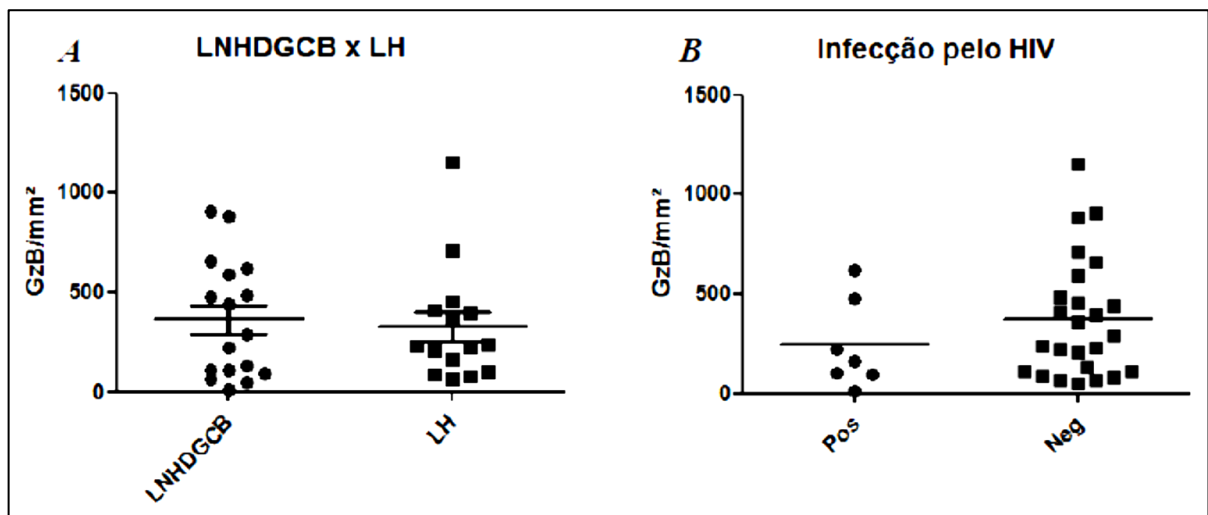 A
LNHDGCB x LH
GzB/mm²
1500
1000
500
0
LNHDGCB
LH
B
Infecção pelo HIV
GzB/mm²
1500
1000
500
0
Pos
Neg